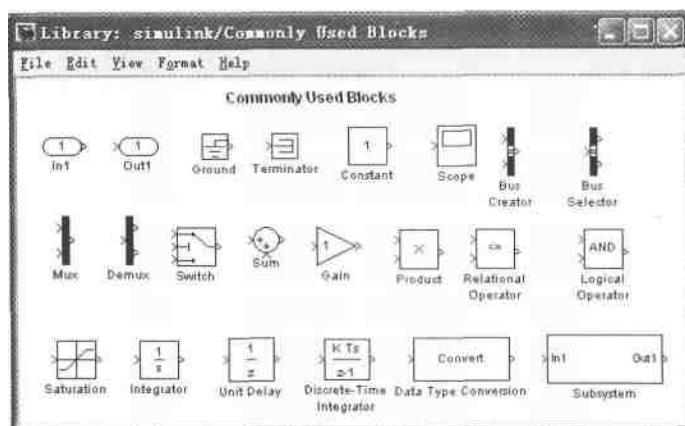 Library: simulink/Commonly Used Blocks
File Edit View Format Help
Commonly Used Blocks
1 1 1
In1 Out1 Ground Terminator Constant Scope Bus Creator Bus Selector
1 × <= AND
Mux Demux Switch Sum Gain Product Relational Operator Logical Operator
1/s 1/z K Ts/z-1 Convert In1 Out1
Saturation Integrator Unit Delay Discrete-Time Integrator Data Type Conversion Subsystem